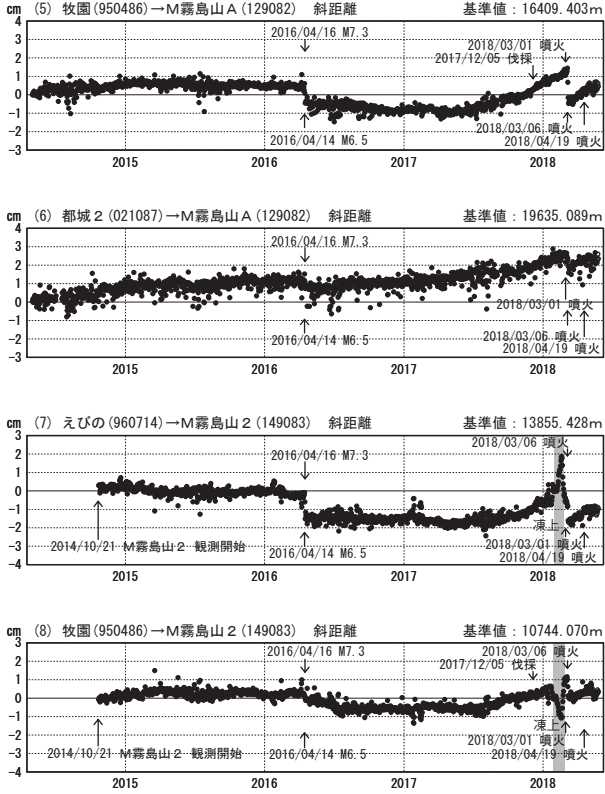 cm (5) 牧園(950486)→M霧島山A(129082) 斜距離 基準値：16409.403m
4
3
2
1
0
-1
-2
-3
2016/04/16 M7.3
2018/03/01 噴火
2017/12/05 伐採
2016/04/14 M6.5
2018/03/06 噴火
2018/04/19 噴火
2015 2016 2017 2018
cm (6) 都城２(021087)→M霧島山A(129082) 斜距離 基準値：19635.089m
4
3
2
1
0
-1
-2
-3
2016/04/16 M7.3
2018/03/01 噴火
2016/04/14 M6.5
2018/03/06 噴火
2018/04/19 噴火
2015 2016 2017 2018
cm (7) えびの(960714)→M霧島山２(149083) 斜距離 基準値：13855.428m
3
2
1
0
-1
-2
-3
-4
2018/03/06 噴火
2016/04/16 M7.3
凍上
2014/10/21 M霧島山２ 観測開始
2016/04/14 M6.5
2018/03/01 噴火
2018/04/19 噴火
2015 2016 2017 2018
cm (8) 牧園(950486)→M霧島山２(149083) 斜距離 基準値：10744.070m
3
2
1
0
-1
-2
-3
-4
2016/04/16 M7.3
2018/03/06 噴火
2017/12/05 伐採
凍上
2018/03/01 噴火
2014/10/21 M霧島山２ 観測開始
2016/04/14 M6.5
2018/04/19 噴火
2015 2016 2017 2018